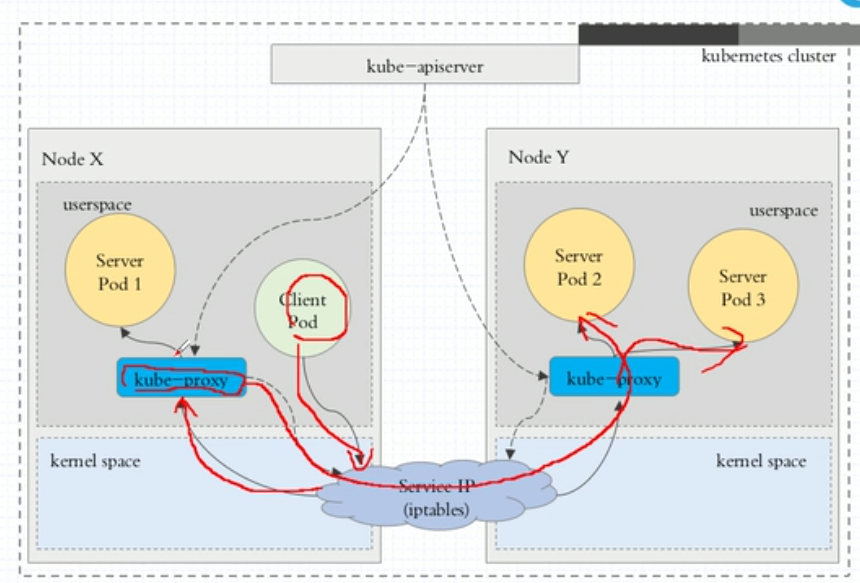 kube-apiserver
kubernetes cluster
Node X
userspace
Server
Pod 1
Client
Pod
kube-proxy
kernel space
Node Y
userspace
Server
Pod 2
Server
Pod 3
kube-proxy
kernel space
Service IP
(iptables)